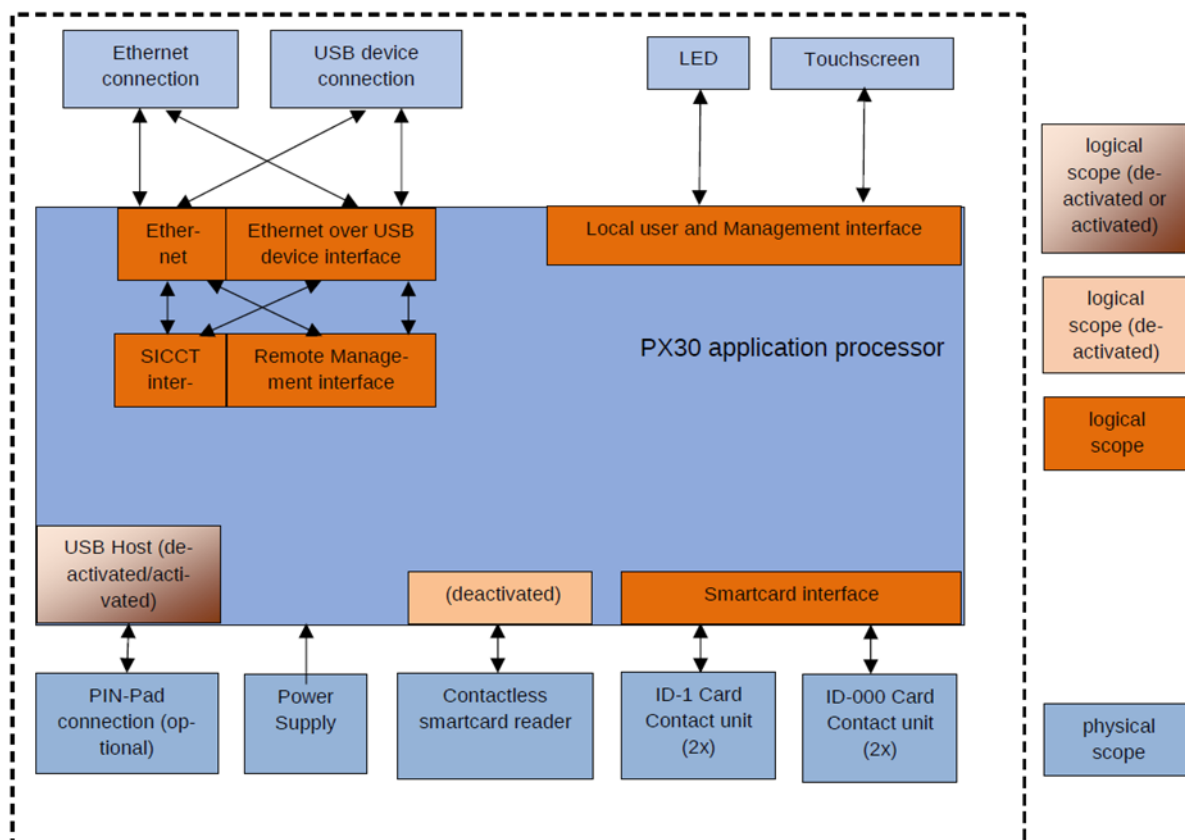 Ethernet
connection
USB device
connection
LED
Touchscreen
logical
scope (de-
activated or
activated)
Ether-
net
Ethernet over USB
device interface
Local user and Management interface
logical
scope (de-
activated)
SICCT
inter-
Remote Manage-
ment interface
PX30 application processor
logical
scope
USB Host (de-
activated/acti-
vated)
(deactivated)
Smartcard interface
PIN-Pad
connection (op-
tional)
Power
Supply
Contactless
smartcard reader
ID-1 Card
Contact unit
(2x)
ID-000 Card
Contact unit
(2x)
physical
scope